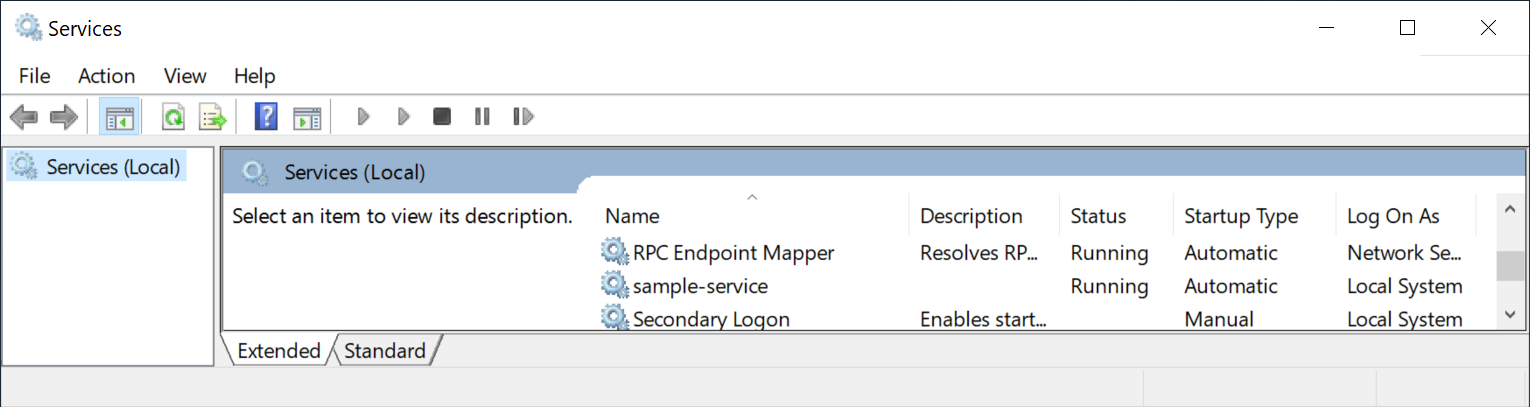 Services
File Action View Help
Services (Local)
Services (Local)
Select an item to view its description.
Name Description Status Startup Type Log On As
RPC Endpoint Mapper Resolves RP... Running Automatic Network Se...
sample-service Running Automatic Local System
Secondary Logon Enables start... Manual Local System
Extended Standard